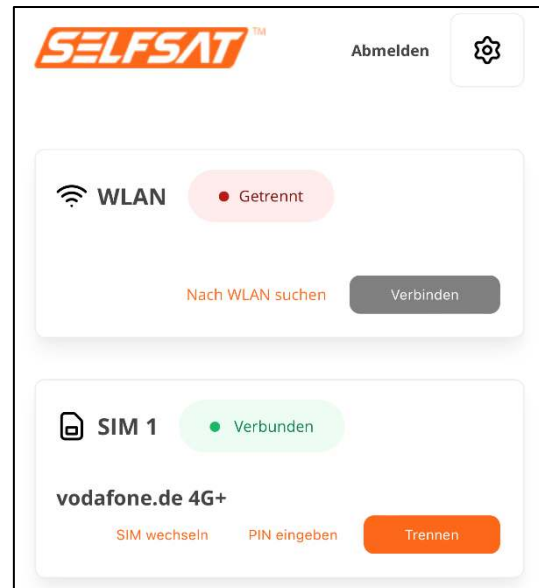 SELFSAT™ Abmelden
WLAN Getrennt
Nach WLAN suchen Verbinden
SIM 1 Verbunden
vodafone.de 4G+
SIM wechseln PIN eingeben Trennen